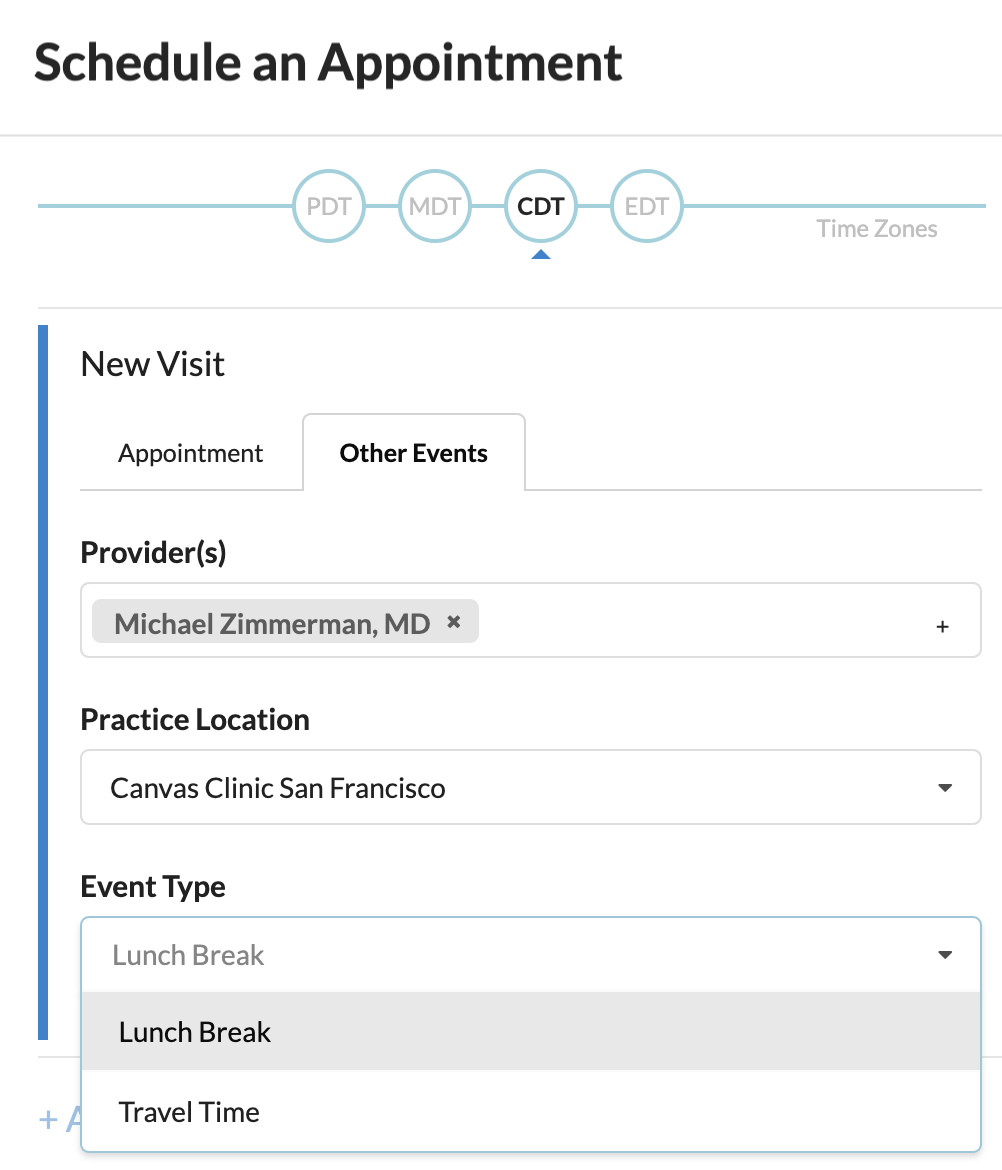 Schedule an Appointment
PDT MDT CDT EDT
Time Zones
New Visit
Appointment Other Events
Provider(s)
Michael Zimmerman, MD ×
+
Practice Location
Canvas Clinic San Francisco
Event Type
Lunch Break
Lunch Break
Travel Time
+ A